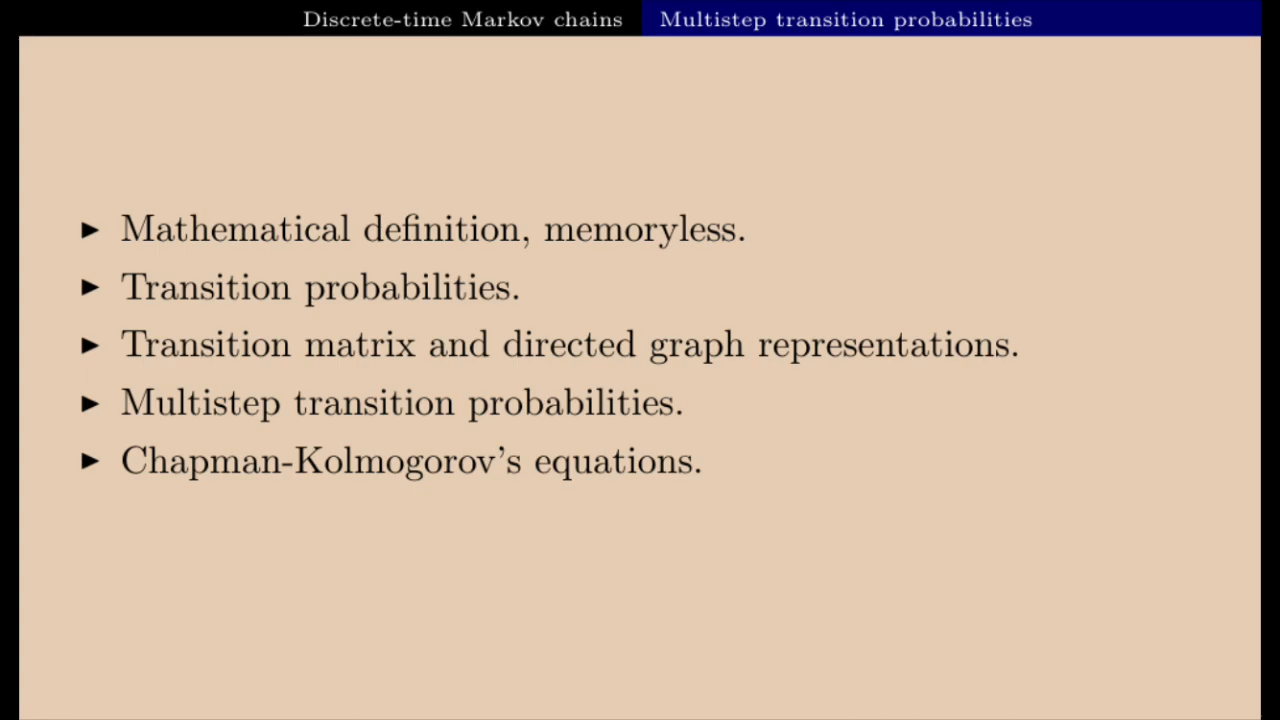 Discrete-time Markov chains Multistep transition probabilities
▶ Mathematical definition, memoryless.
▶ Transition probabilities.
▶ Transition matrix and directed graph representations.
▶ Multistep transition probabilities.
▶ Chapman-Kolmogorov's equations.